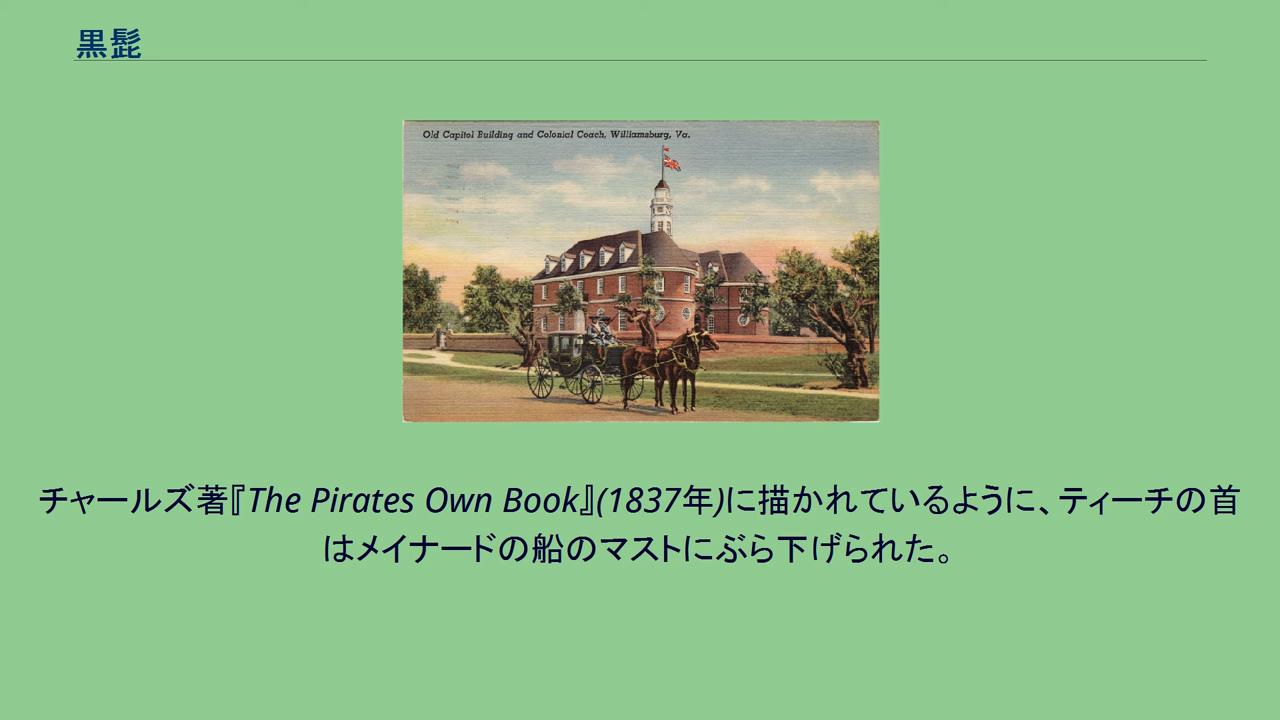 黒髭
Old Capitol Building and Colonial Coach, Williamsburg, Va.
チャールズ著『The Pirates Own Book』(1837年)に描かれているように、ティーチの首
はメイナードの船のマストにぶら下げられた。